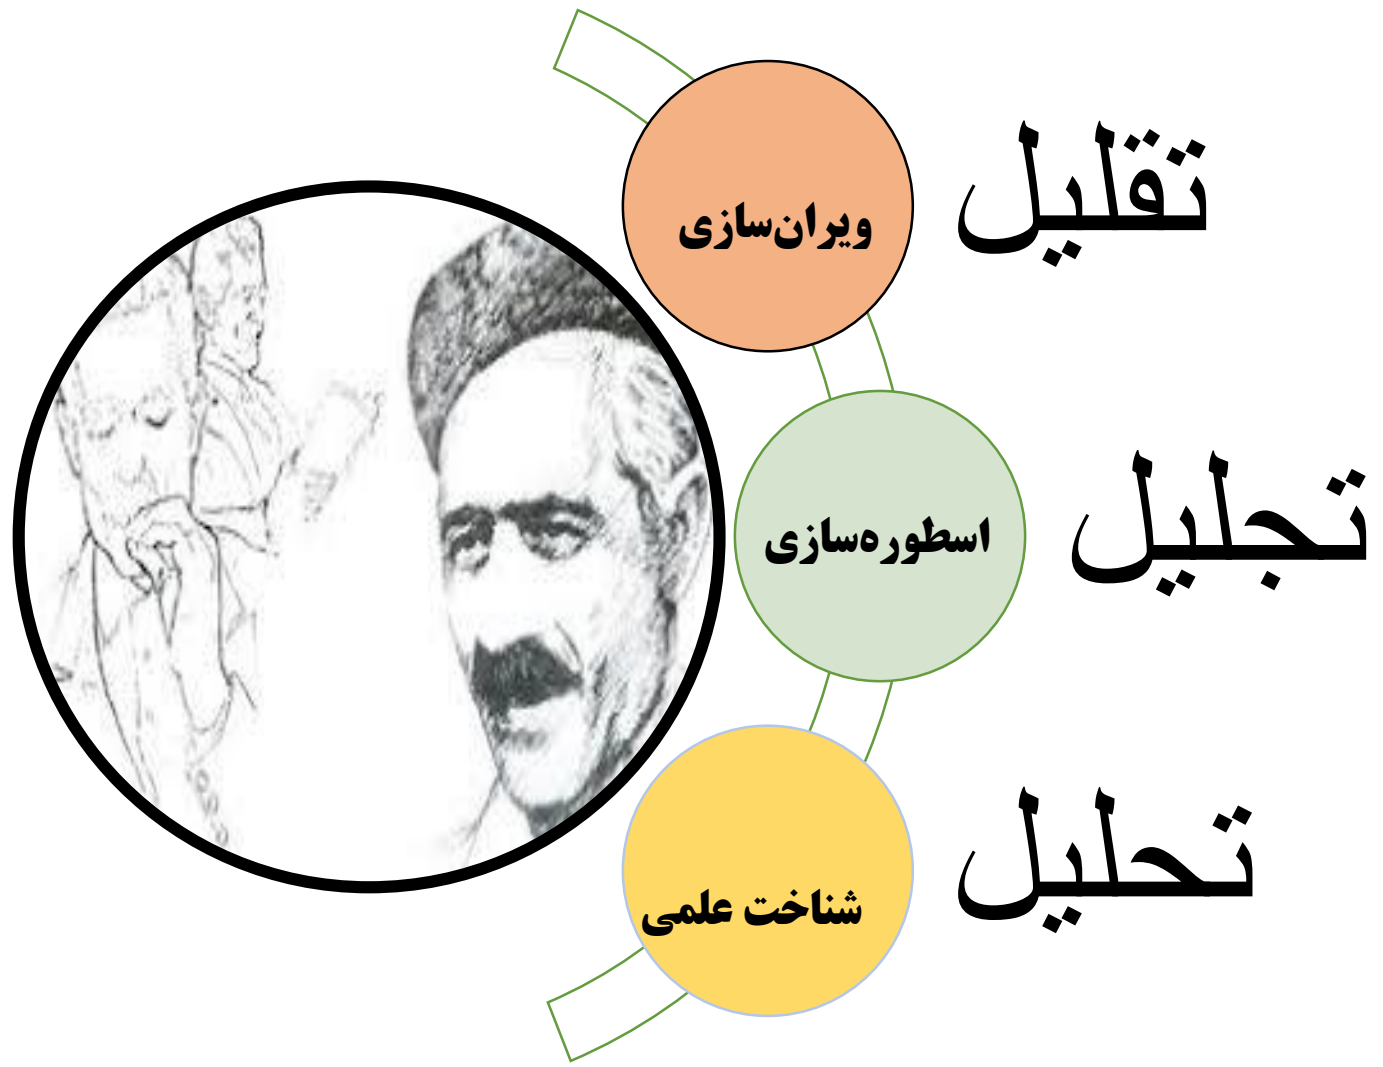 تقلیل
ویران‌سازی
تجلیل
اسطوره‌سازی
تحلیل
شناخت علمی